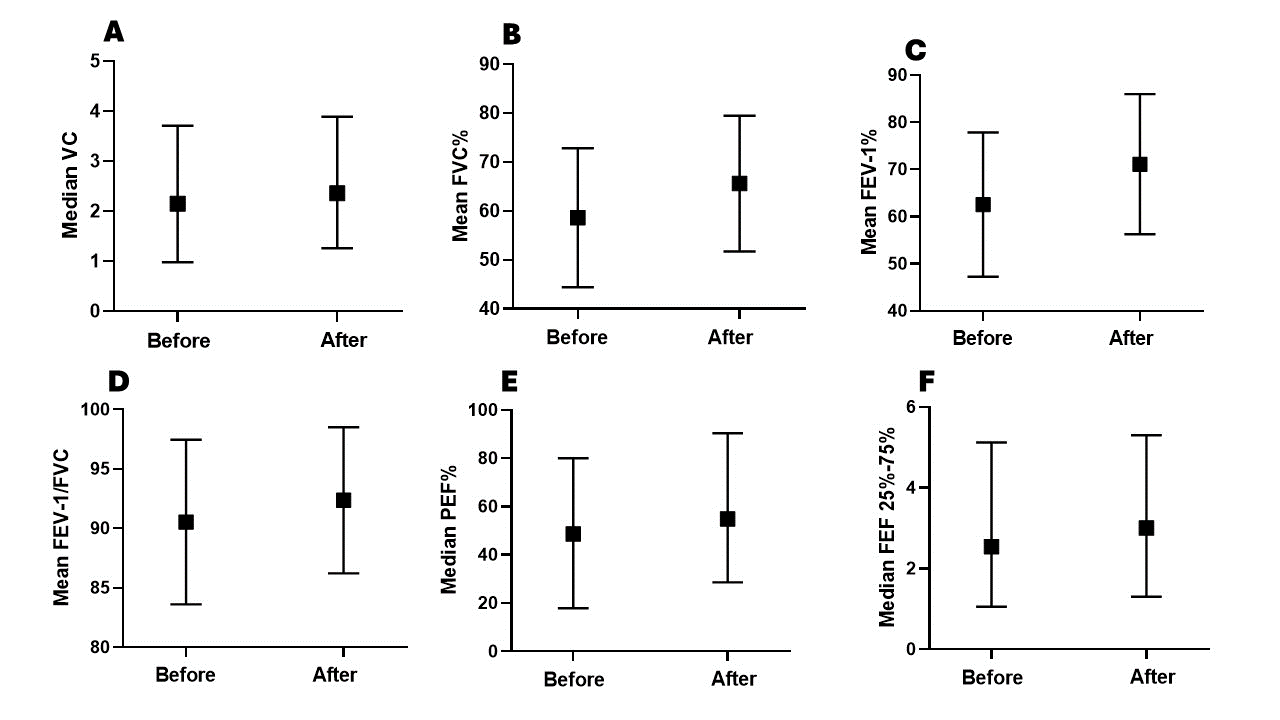 A
Median VC
5
4
3
2
1
0
Before After
B
Mean FVC%
90
80
70
60
50
40
Before After
C
Mean FEV-1%
90
80
70
60
50
40
Before After
D
Mean FEV-1/FVC
100
95
90
85
80
Before After
E
Median PEF%
100
80
60
40
20
0
Before After
F
Median FEF 25%-75%
6
4
2
0
Before After